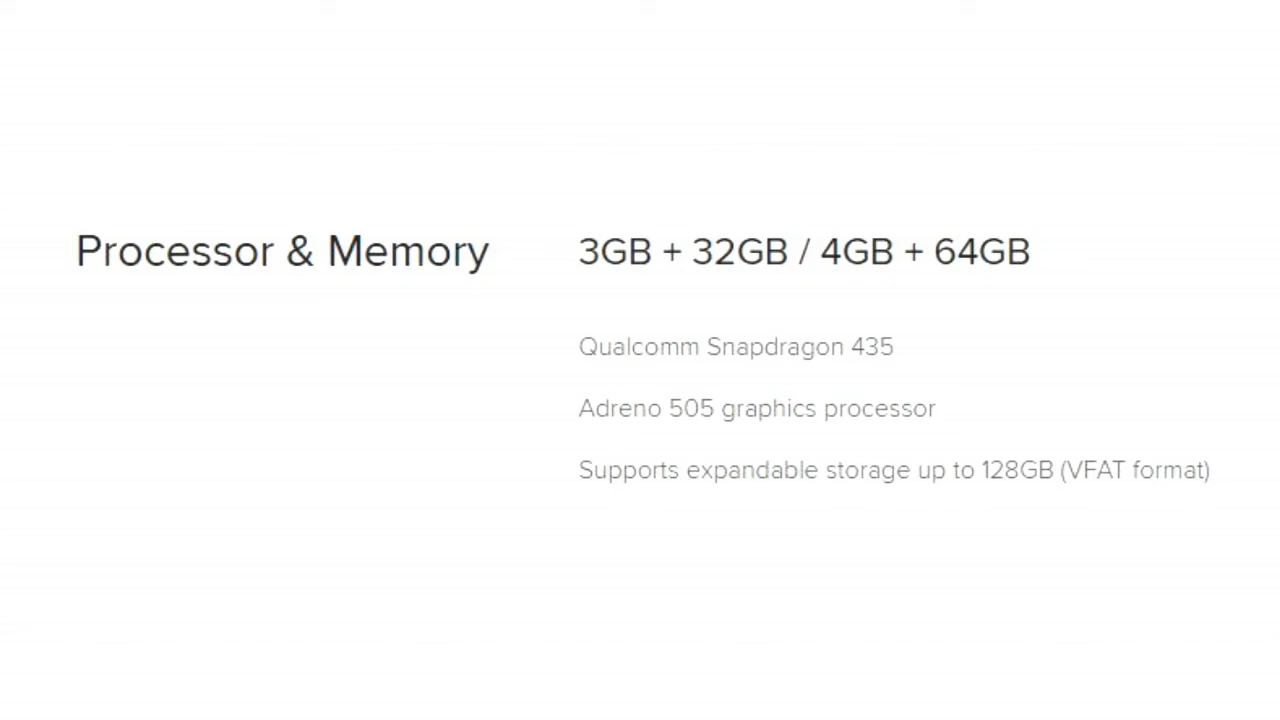 Processor & Memory
3GB + 32GB / 4GB + 64GB
Qualcomm Snapdragon 435
Adreno 505 graphics processor
Supports expandable storage up to 128GB (VFAT format)